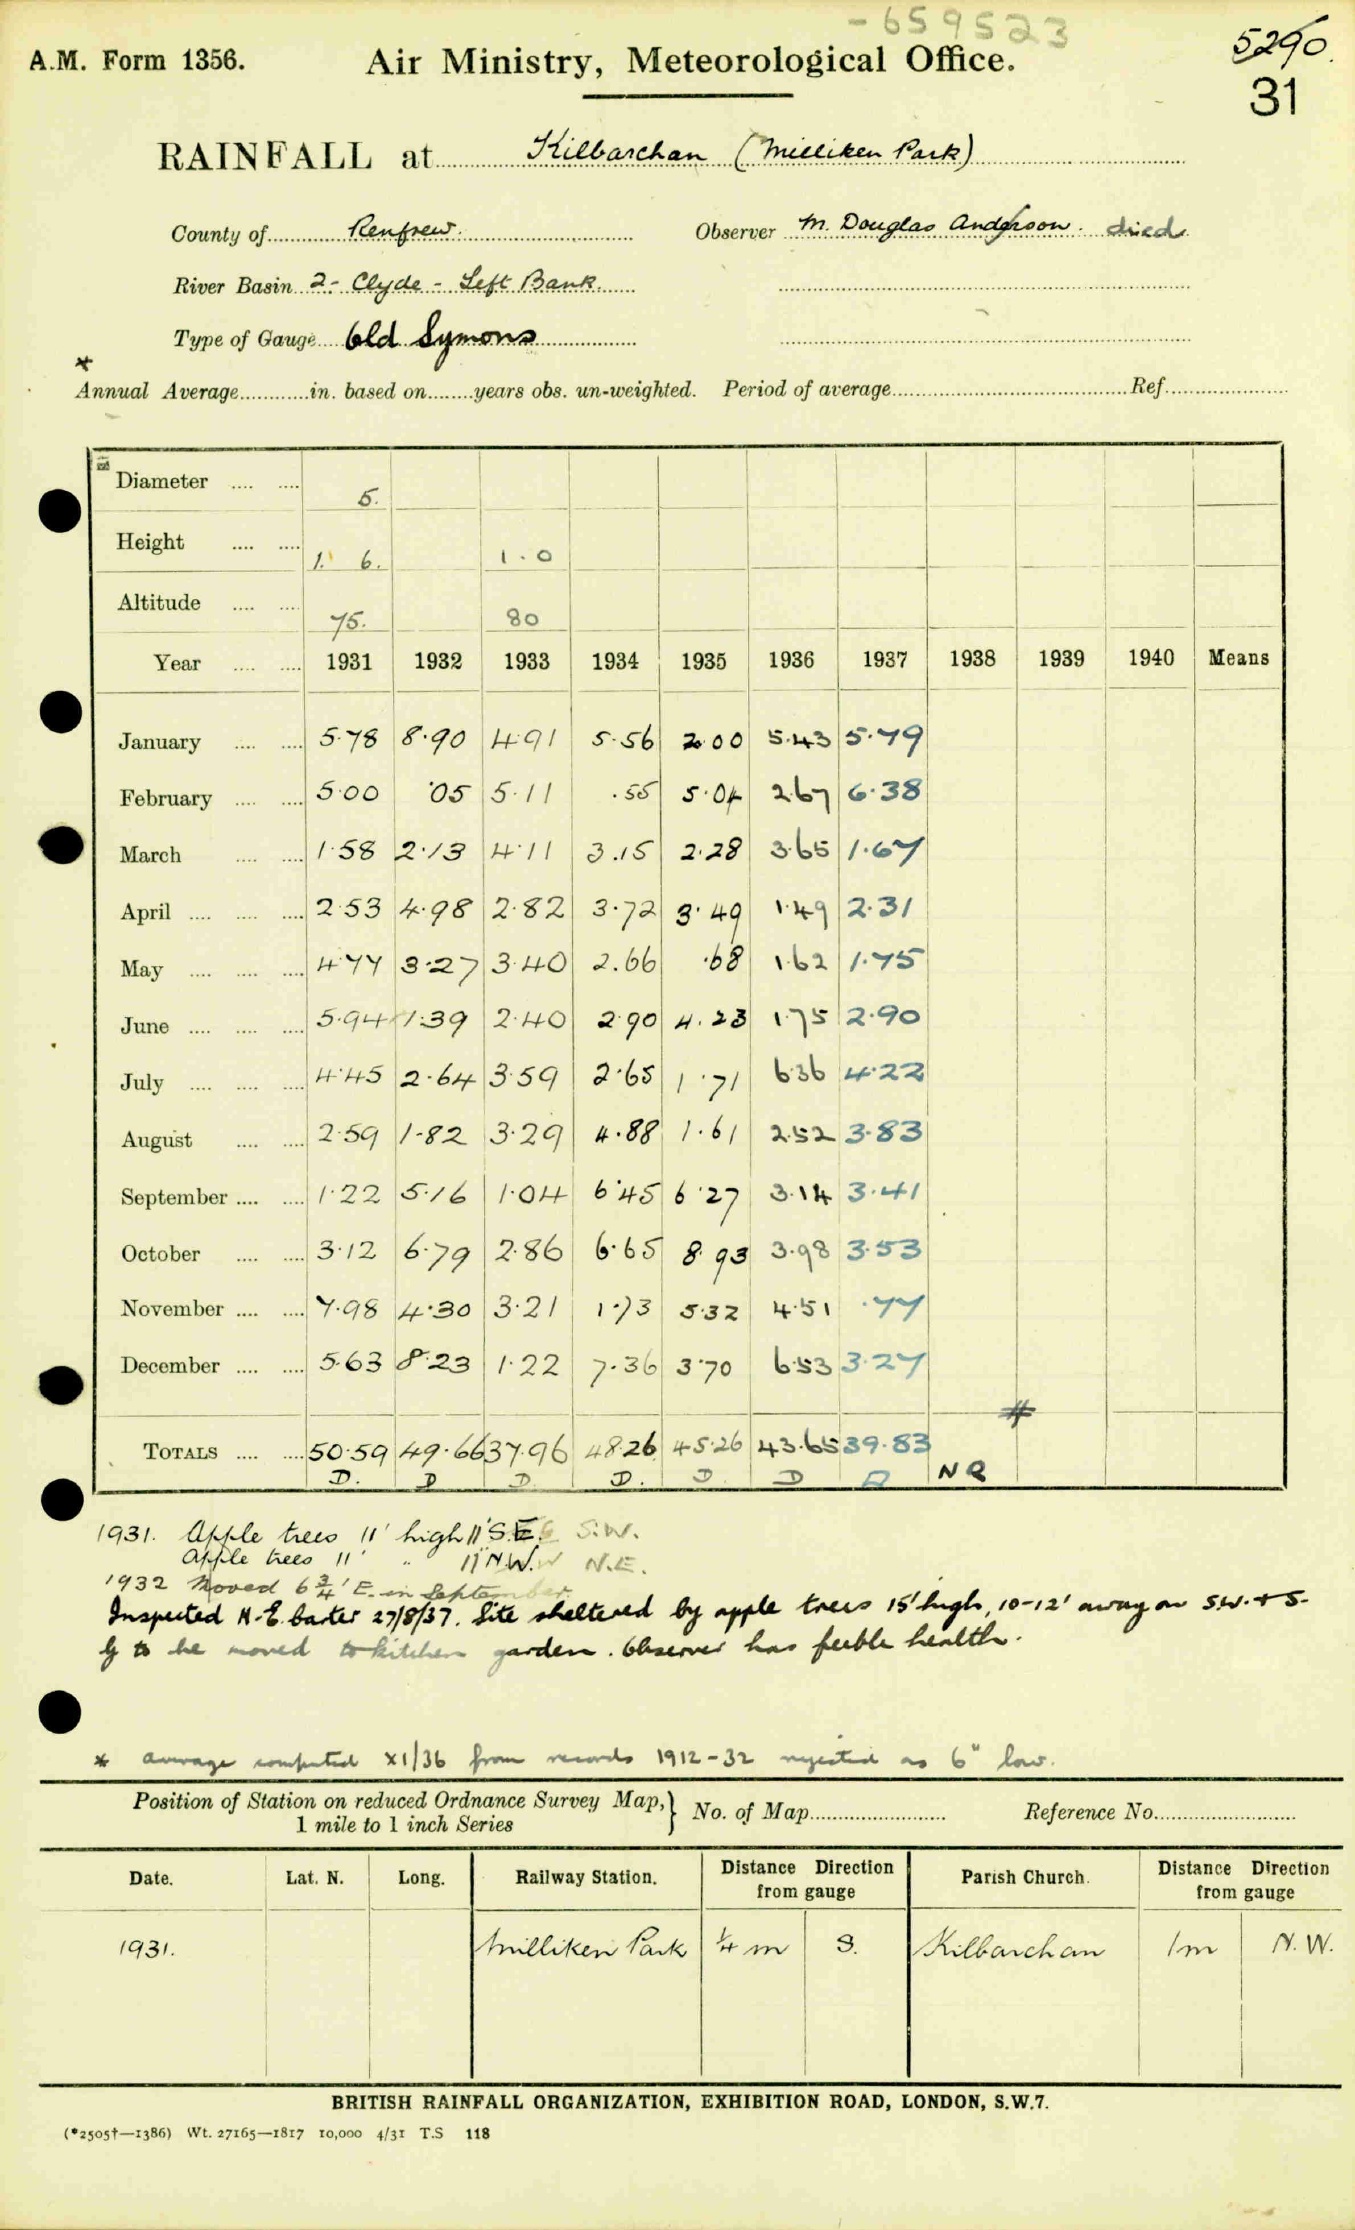 -659523
A.M. Form 1356.
Air Ministry, Meteorological Office.
5290
31
RAINFALL at Kilbarchan (Milliken Park)
County of Renfrew.
Observer M. Douglas Anderson. died
River Basin 2- Clyde - Left Bank
Type of Gauge Old Symons
*
Annual Average in. based on years obs. un-weighted. Period of average Ref.
Diameter 5.
Height 1. 6. 1.0
Altitude 75. 80
Year 1931 1932 1933 1934 1935 1936 1937 1938 1939 1940 Means
January 5.78 8.90 4.91 5.56 2.00 5.43 5.79
February 5.00 .05 5.11 .55 5.04 2.67 6.38
March 1.58 2.13 4.11 3.15 2.28 3.65 1.67
April 2.53 4.98 2.82 3.72 3.49 1.49 2.31
May 4.77 3.27 3.40 2.66 .68 1.62 1.75
June 5.94 1.39 2.40 2.90 4.23 1.75 2.90
July 4.45 2.64 3.59 2.65 1.71 6.36 4.22
August 2.59 1.82 3.29 4.88 1.61 2.52 3.83
September 1.22 5.16 1.04 6.45 6.27 3.14 3.41
October 3.12 6.79 2.86 6.65 8.93 3.98 3.53
November 7.98 4.30 3.21 1.73 5.32 4.51 .77
December 5.63 8.23 1.22 7.36 3.70 6.53 3.27
#
TOTALS 50.59 49.66 37.96 48.26 45.26 43.65 39.83
D. D D. D. D D D NR
1931. Apple trees 11' high 11' S.E. S.W.
Apple trees 11' " 11' N.W. N.E.
1932 Moved 6¾' E. in September
Inspected H.E. Carter 27/8/37. Site sheltered by apple trees 15' high, 10-12' away on S.W. + S.
G to be moved to kitchen garden. Observer has feeble health.
* average computed XI/36 from records 1912-32 rejected as 6" low.
Position of Station on reduced Ordnance Survey Map,
1 mile to 1 inch Series
No. of Map
Reference No.
Date. Lat. N. Long. Railway Station. Distance Direction from gauge Parish Church. Distance Direction from gauge
1931. Milliken Park ¼ m S. Kilbarchan 1m N.W.
BRITISH RAINFALL ORGANIZATION, EXHIBITION ROAD, LONDON, S.W.7.
(*2505†—1386) Wt. 27165—1817 10,000 4/31 T.S 118